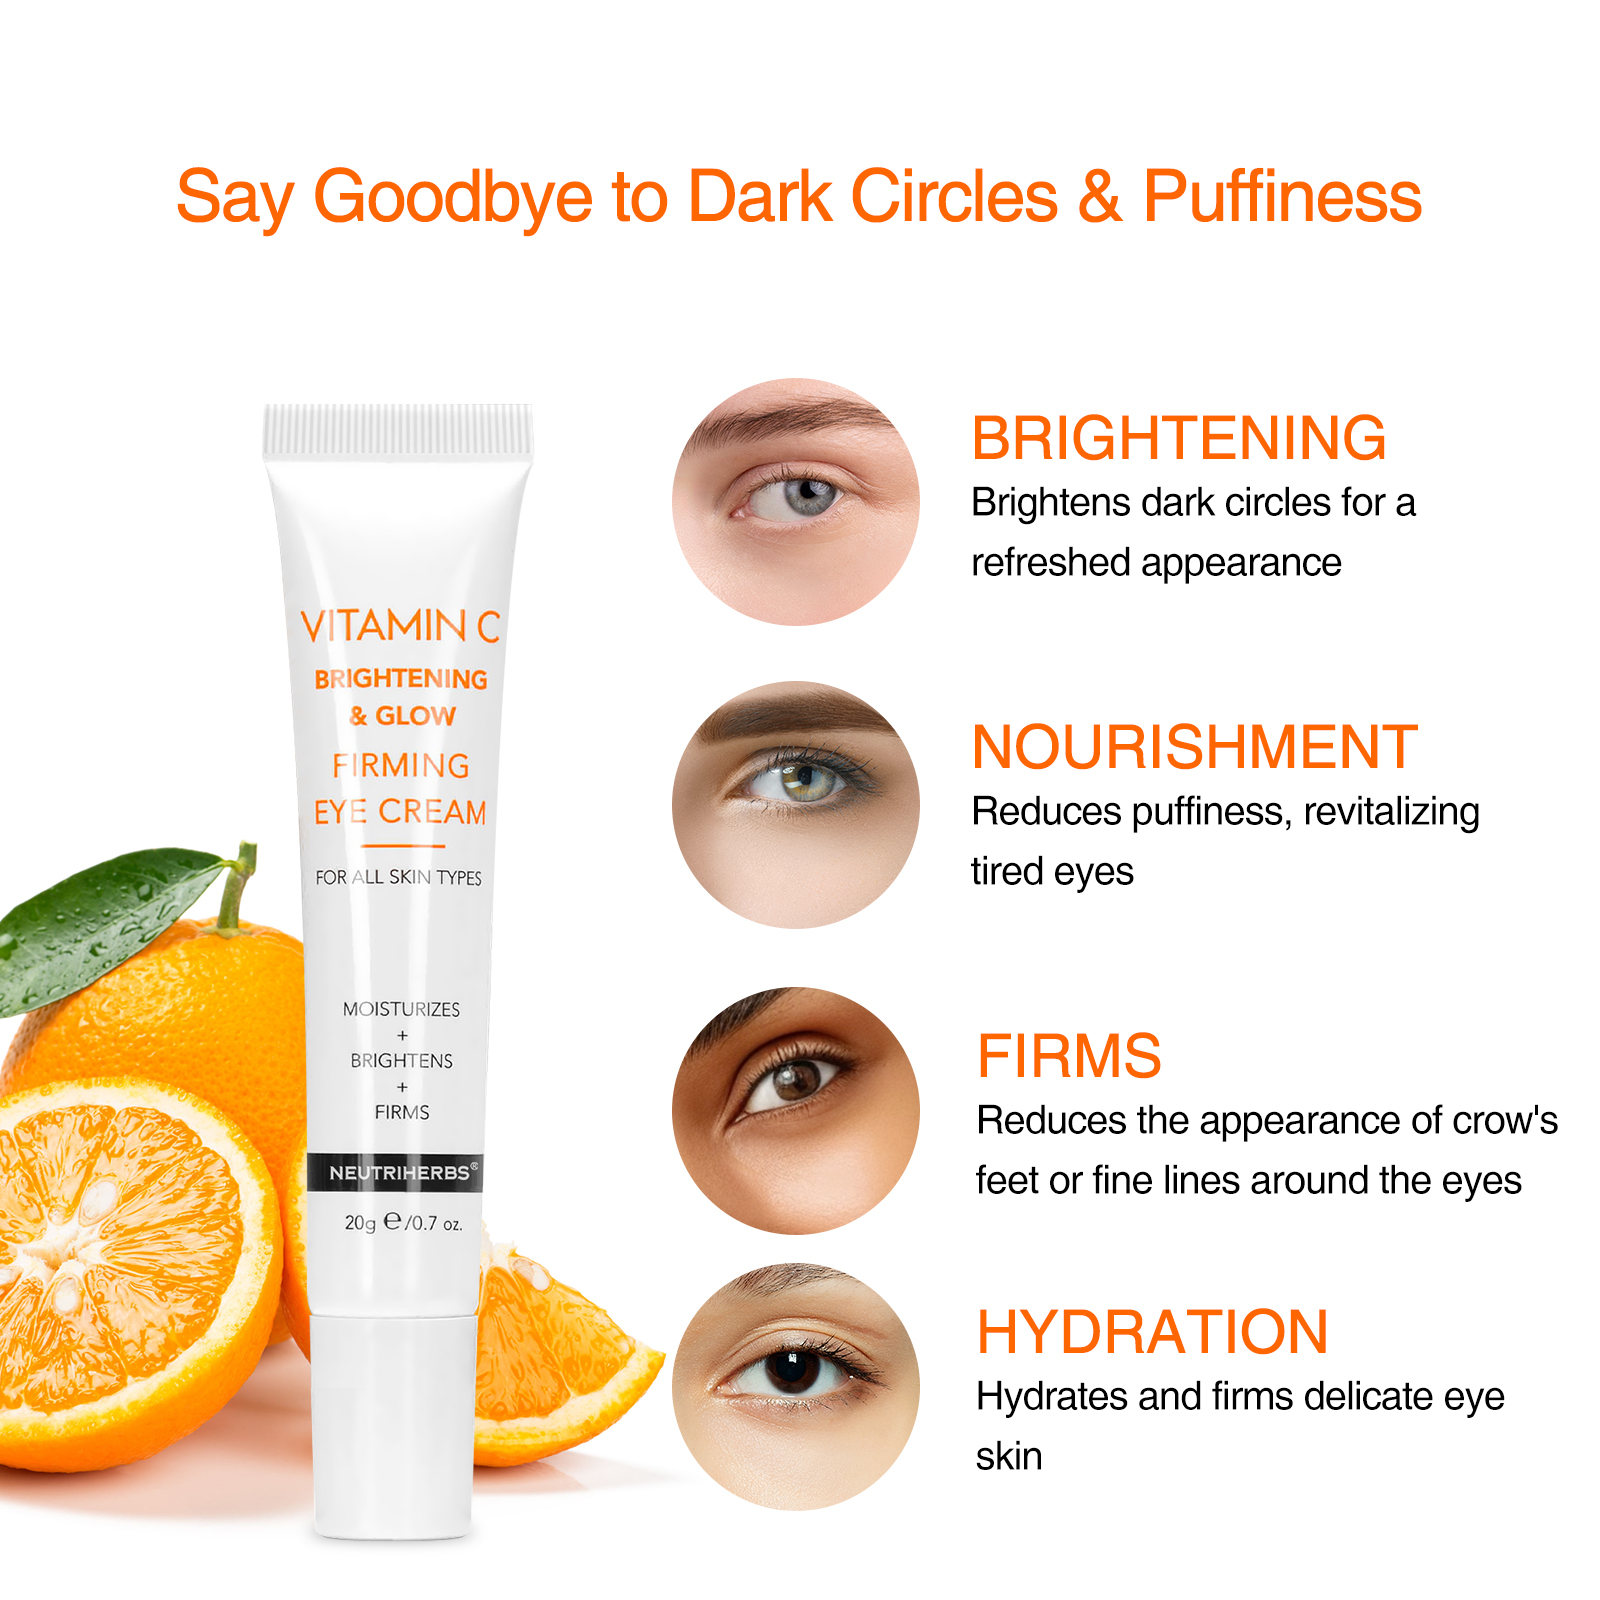 Say Goodbye to Dark Circles & Puffiness
VITAMIN C
BRIGHTENING
& GLOW
FIRMING
EYE CREAM
FOR ALL SKIN TYPES
MOISTURIZES
+
BRIGHTENS
+
FIRMS
NEUTRIHERBS®
20g ℮/0.7 oz.
BRIGHTENING
Brightens dark circles for a
refreshed appearance
NOURISHMENT
Reduces puffiness, revitalizing
tired eyes
FIRMS
Reduces the appearance of crow's
feet or fine lines around the eyes
HYDRATION
Hydrates and firms delicate eye
skin